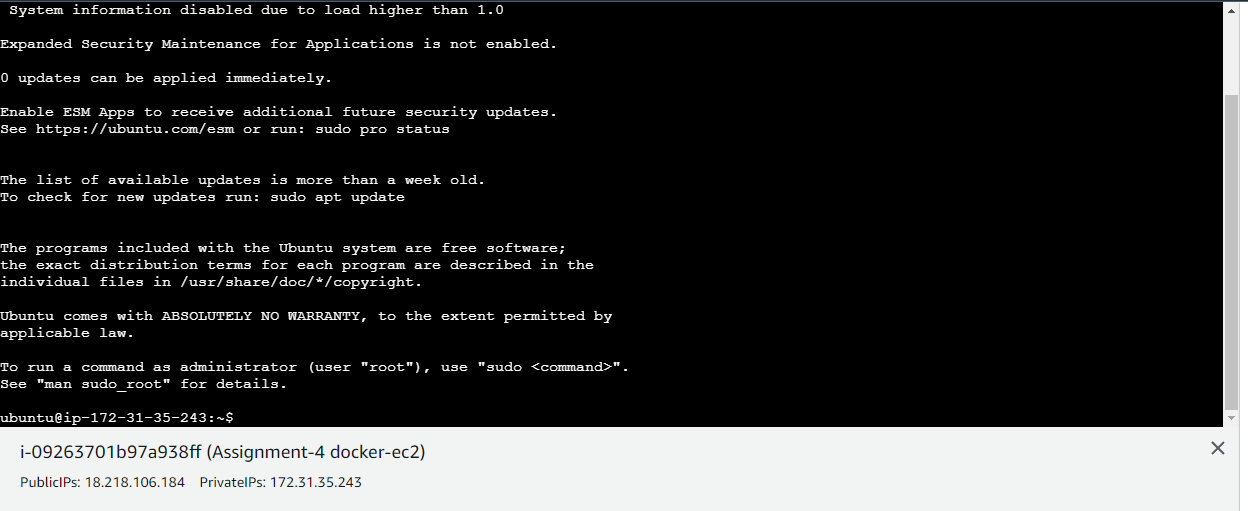 System information disabled due to load higher than 1.0
Expanded Security Maintenance for Applications is not enabled.
0 updates can be applied immediately.
Enable ESM Apps to receive additional future security updates.
See https://ubuntu.com/esm or run: sudo pro status
The list of available updates is more than a week old.
To check for new updates run: sudo apt update
The programs included with the Ubuntu system are free software;
the exact distribution terms for each program are described in the
individual files in /usr/share/doc/*/copyright.
Ubuntu comes with ABSOLUTELY NO WARRANTY, to the extent permitted by
applicable law.
To run a command as administrator (user "root"), use "sudo <command>".
See "man sudo_root" for details.
ubuntu@ip-172-31-35-243:~$
i-09263701b97a938ff (Assignment-4 docker-ec2)
PublicIPs: 18.218.106.184 PrivateIPs: 172.31.35.243